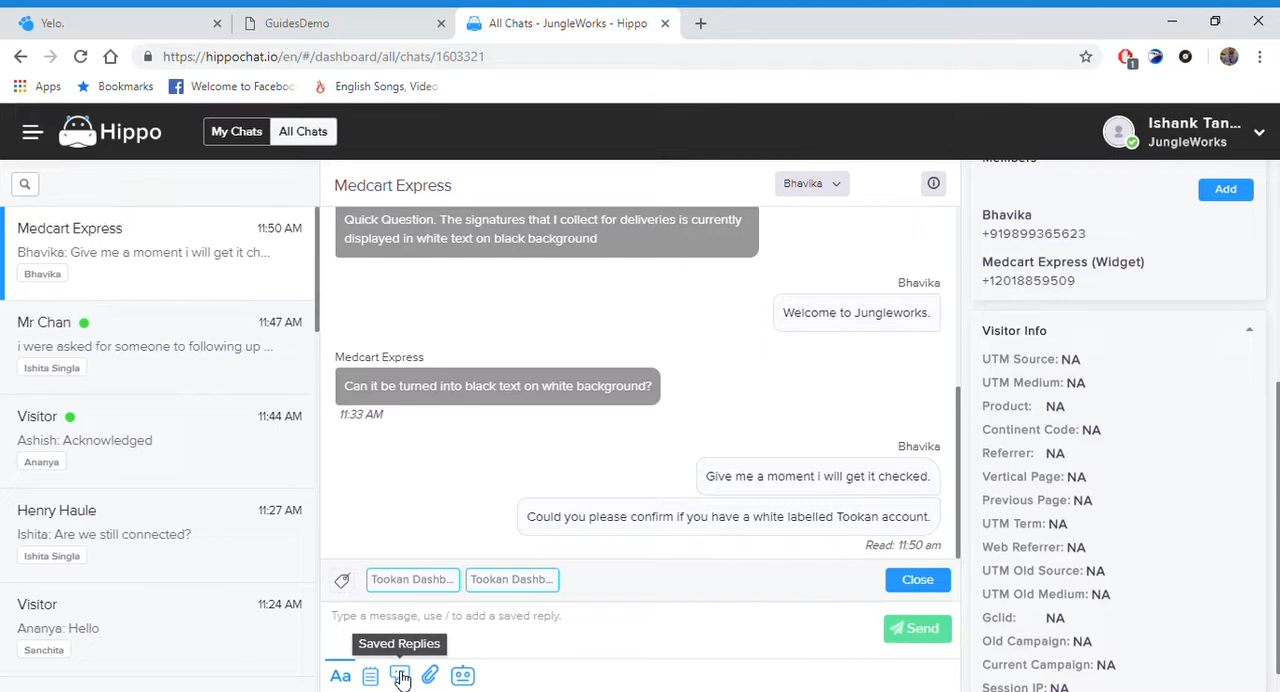 Yelo.
GuidesDemo
All Chats - JungleWorks - Hippo
https://hippochat.io/en/#/dashboard/all/chats/1603321
1
Apps
Bookmarks
Welcome to Faceboo
English Songs, Video
Hippo
My Chats
All Chats
Ishank Tan...
JungleWorks
Medcart Express
11:50 AM
Bhavika: Give me a moment i will get it ch...
Bhavika
Mr Chan
11:47 AM
i were asked for someone to following up ...
Ishita Singla
Visitor
11:44 AM
Ashish: Acknowledged
Ananya
Henry Haule
11:27 AM
Ishita: Are we still connected?
Ishita Singla
Visitor
11:24 AM
Ananya: Hello
Sanchita
Medcart Express
Bhavika
Quick Question. The signatures that I collect for deliveries is currently
displayed in white text on black background
Bhavika
Welcome to Jungleworks.
Medcart Express
Can it be turned into black text on white background?
11:33 AM
Bhavika
Give me a moment i will get it checked.
Could you please confirm if you have a white labelled Tookan account.
Read: 11:50 am
Tookan Dashb...
Tookan Dashb...
Close
Type a message, use / to add a saved reply.
Send
Saved Replies
Aa
Members
Add
Bhavika
+919899365623
Medcart Express (Widget)
+12018859509
Visitor Info
UTM Source: NA
UTM Medium: NA
Product: NA
Continent Code: NA
Referrer: NA
Vertical Page: NA
Previous Page: NA
UTM Term: NA
Web Referrer: NA
UTM Old Source: NA
UTM Old Medium: NA
Gclid: NA
Old Campaign: NA
Current Campaign: NA
Session IP: NA